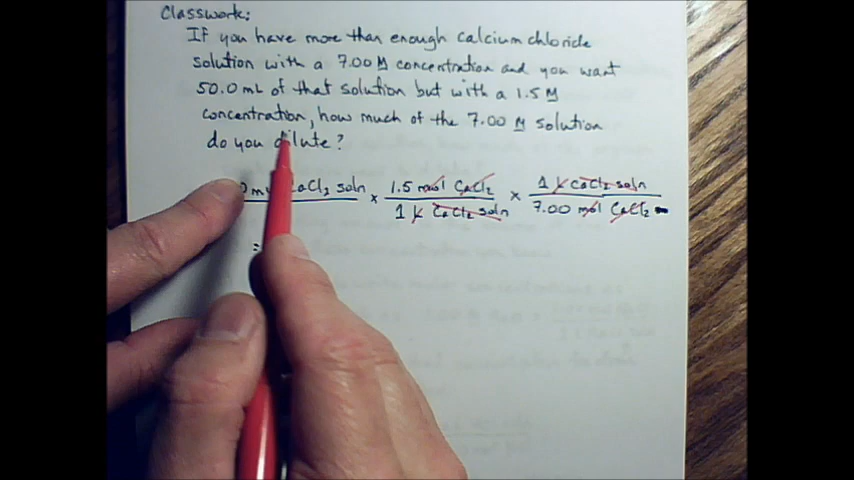 Classwork:
If you have more than enough calcium chloride
solution with a 7.00 M concentration and you want
50.0 mL of that solution but with a 1.5 M
concentration, how much of the 7.00 M solution
do you dilute?
CaCl2 soln × 1.5 mol CaCl2 × 1 L CaCl2 soln
1 L CaCl2 soln 7.00 mol CaCl2
=